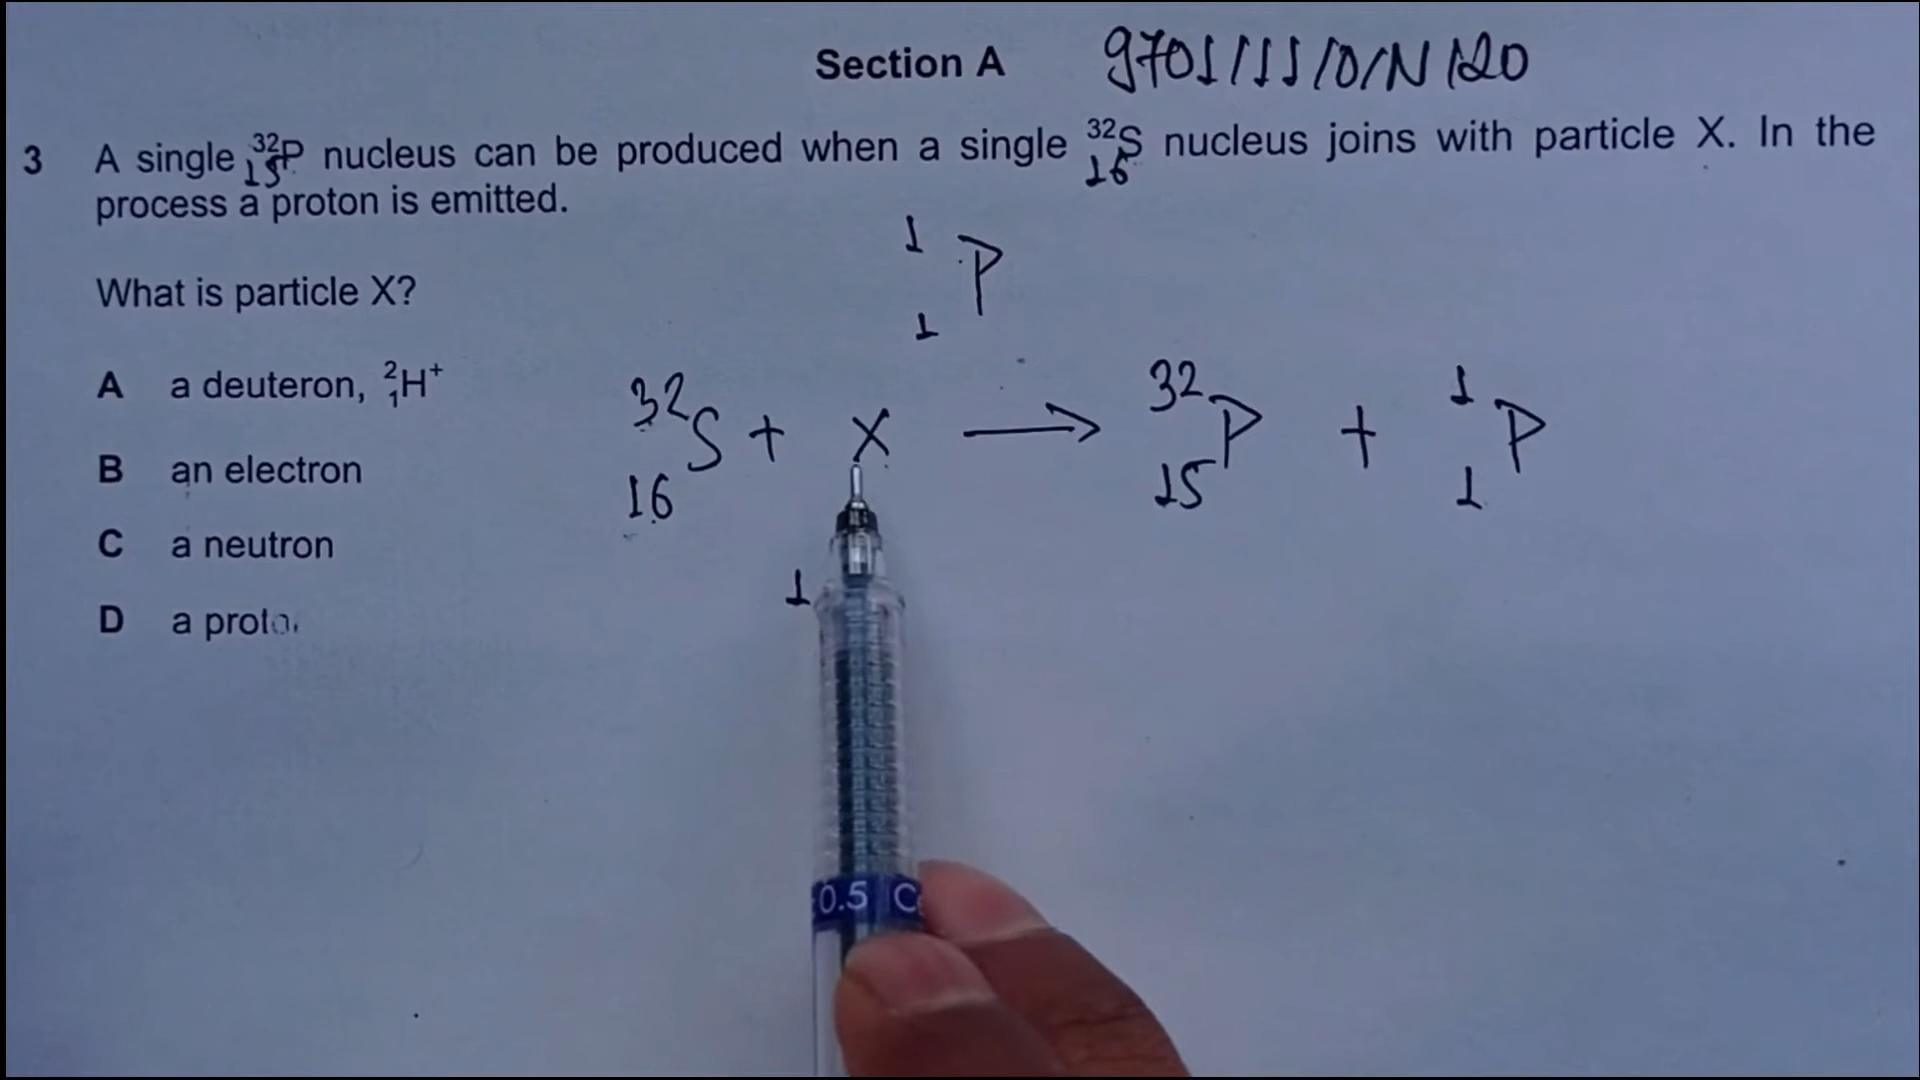 Section A 9701/11/O/N/20
3 A single ³²₁₅P nucleus can be produced when a single ³²₁₆S nucleus joins with particle X. In the
process a proton is emitted.
1
1 P
What is particle X?
A a deuteron, ²₁H⁺
B an electron
C a neutron
D
³²₁₆S + X → ³²₁₅P + ¹₁P
1
0.5